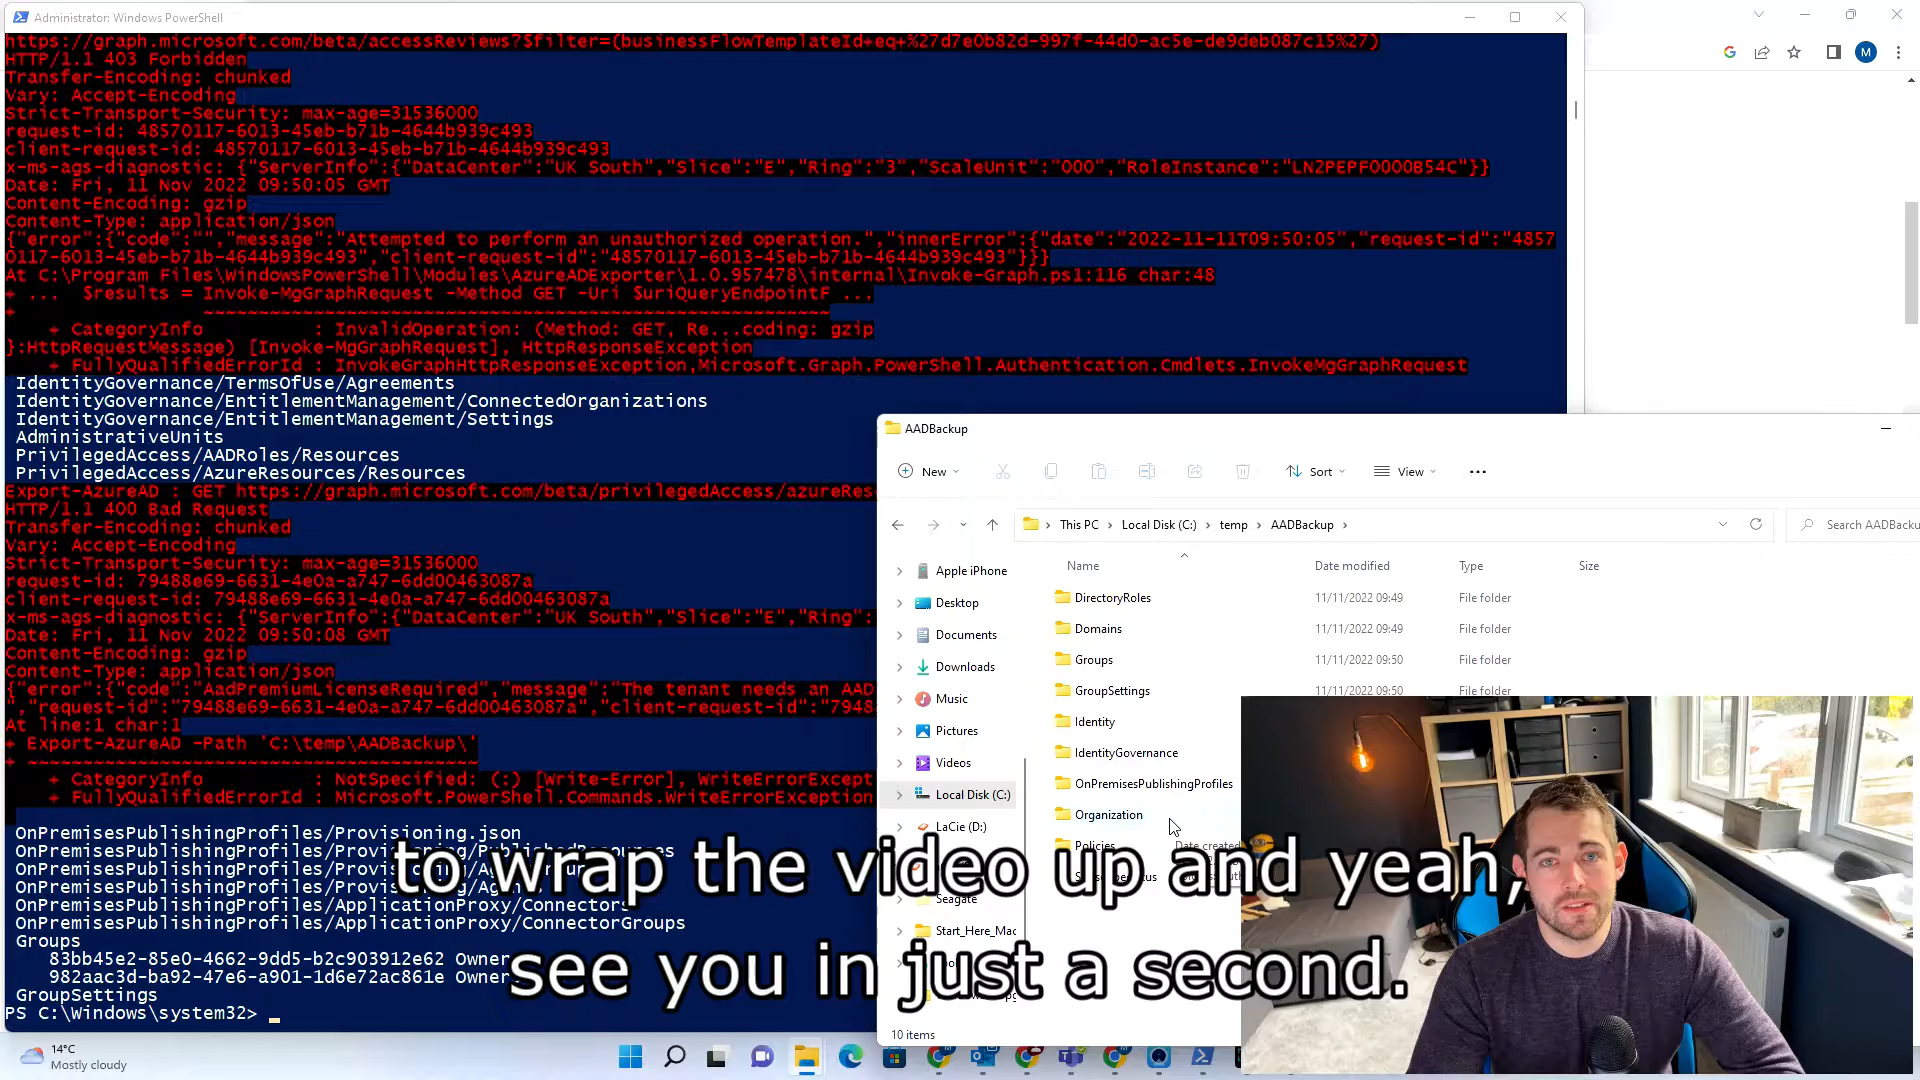 Administrator: Windows PowerShell
https://graph.microsoft.com/beta/accessReviews?$filter=(businessFlowTemplateId+eq+%27d7e0b82d-997f-44d0-ac5e-de9deb087c15%27)
HTTP/1.1 403 Forbidden
Transfer-Encoding: chunked
Vary: Accept-Encoding
Strict-Transport-Security: max-age=31536000
request-id: 48570117-6013-45eb-b71b-4644b939c493
client-request-id: 48570117-6013-45eb-b71b-4644b939c493
x-ms-ags-diagnostic: {"ServerInfo":{"DataCenter":"UK South","Slice":"E","Ring":"3","ScaleUnit":"000","RoleInstance":"LN2PEPF0000B54C"}}
Date: Fri, 11 Nov 2022 09:50:05 GMT
Content-Encoding: gzip
Content-Type: application/json
{"error":{"code":"","message":"Attempted to perform an unauthorized operation.","innerError":{"date":"2022-11-11T09:50:05","request-id":"4857
0117-6013-45eb-b71b-4644b939c493","client-request-id":"48570117-6013-45eb-b71b-4644b939c493"}}}
At C:\Program Files\WindowsPowerShell\Modules\AzureADExporter\1.0.957478\internal\Invoke-Graph.ps1:116 char:48
+ ... $results = Invoke-MgGraphRequest -Method GET -Uri $uriQueryEndpointF ...
+ ~~~~~~~~~~~~~~~~~~~~~~~~~~~~~~~~~~~~~~~~~~~~~~~~~~~~~~~~~
+ CategoryInfo : InvalidOperation: (Method: GET, Re...coding: gzip
}:HttpRequestMessage) [Invoke-MgGraphRequest], HttpResponseException
+ FullyQualifiedErrorId : InvokeGraphHttpResponseException,Microsoft.Graph.PowerShell.Authentication.Cmdlets.InvokeMgGraphRequest
IdentityGovernance/TermsOfUse/Agreements
IdentityGovernance/EntitlementManagement/ConnectedOrganizations
IdentityGovernance/EntitlementManagement/Settings
AdministrativeUnits
PrivilegedAccess/AADRoles/Resources
PrivilegedAccess/AzureResources/Resources
Export-AzureAD : GET https://graph.microsoft.com/beta/privilegedAccess/azureRes
HTTP/1.1 400 Bad Request
Transfer-Encoding: chunked
Vary: Accept-Encoding
Strict-Transport-Security: max-age=31536000
request-id: 79488e69-6631-4e0a-a747-6dd00463087a
client-request-id: 79488e69-6631-4e0a-a747-6dd00463087a
x-ms-ags-diagnostic: {"ServerInfo":{"DataCenter":"UK South","Slice":"E","Ring":
Date: Fri, 11 Nov 2022 09:50:08 GMT
Content-Encoding: gzip
Content-Type: application/json
{"error":{"code":"AadPremiumLicenseRequired","message":"The tenant needs an AAD
","request-id":"79488e69-6631-4e0a-a747-6dd00463087a","client-request-id":"7948
At line:1 char:1
+ Export-AzureAD -Path 'C:\temp\AADBackup\'
+ ~~~~~~~~~~~~~~~~~~~~~~~~~~~~~~~~~~~~~~~~~
+ CategoryInfo : NotSpecified: (:) [Write-Error], WriteErrorExcept
+ FullyQualifiedErrorId : Microsoft.PowerShell.Commands.WriteErrorException
OnPremisesPublishingProfiles/Provisioning.json
OnPremisesPublishingProfiles/Provisioning/PublishedResources
OnPremisesPublishingProfiles/Provisioning/
OnPremisesPublishingProfiles/Provisioning/
OnPremisesPublishingProfiles/ApplicationProxy/Connectors
OnPremisesPublishingProfiles/ApplicationProxy/ConnectorGroups
Groups
83bb45e2-85e0-4662-9dd5-b2c903912e62 Owners
982aac3d-ba92-47e6-a901-1d6e72ac861e Owners
GroupSettings
PS C:\Windows\system32>
M
AADBackup
New
Sort
View
This PC
Local Disk (C:)
temp
AADBackup
Search AADBacku
Name Date modified Type Size
Apple iPhone
Desktop
Documents
Downloads
Music
Pictures
Videos
Local Disk (C:)
LaCie (D:)
Seagate
Start_Here_Mac
DirectoryRoles 11/11/2022 09:49 File folder
Domains 11/11/2022 09:49 File folder
Groups 11/11/2022 09:50 File folder
GroupSettings 11/11/2022 09:50 File folder
Identity
IdentityGovernance
OnPremisesPublishingProfiles
Organization
Policies
Date created
10 items
to wrap the video up and yeah,
see you in just a second.
14°C
Mostly cloudy